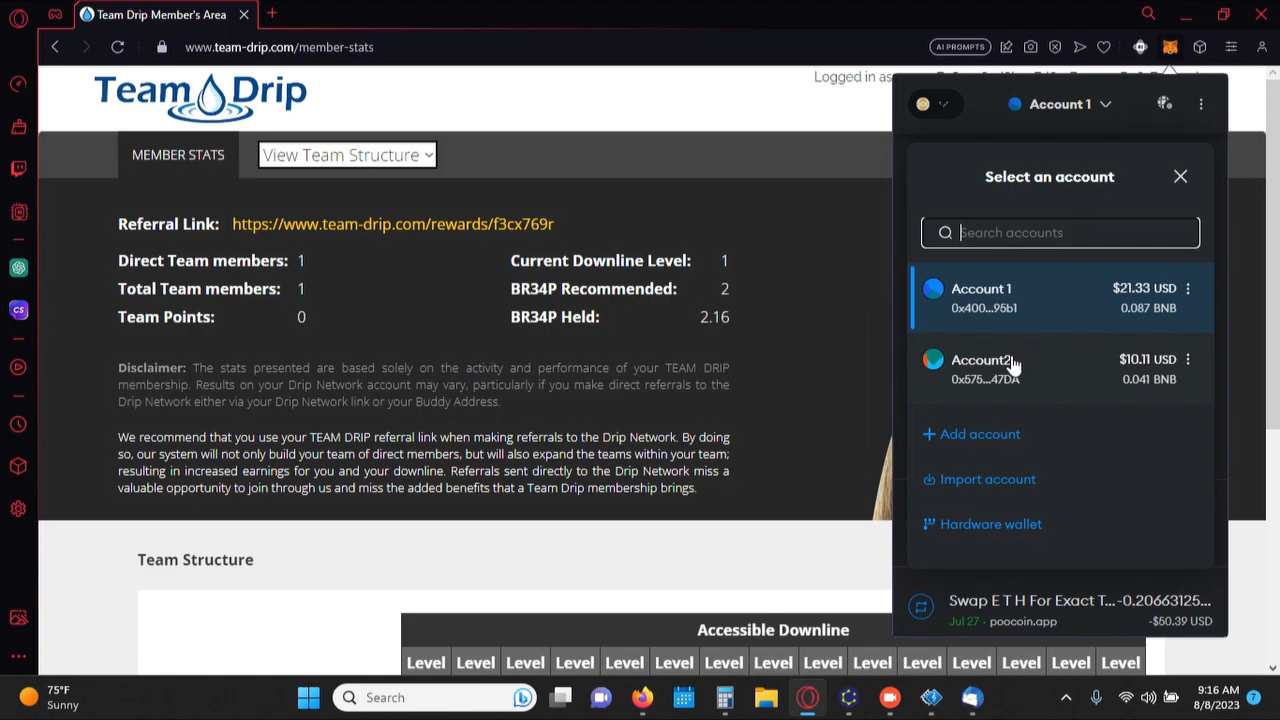 Team Drip Member's Area
www.team-drip.com/member-stats
AI PROMPTS
Team Drip
Logged in as
MEMBER STATS
View Team Structure
Referral Link: https://www.team-drip.com/rewards/f3cx769r
Direct Team members: 1
Current Downline Level: 1
Total Team members: 1
BR34P Recommended: 2
Team Points: 0
BR34P Held: 2.16
Disclaimer: The stats presented are based solely on the activity and performance of your TEAM DRIP
membership. Results on your Drip Network account may vary, particularly if you make direct referrals to the
Drip Network either via your Drip Network link or your Buddy Address.
We recommend that you use your TEAM DRIP referral link when making referrals to the Drip Network. By doing
so, our system will not only build your team of direct members, but will also expand the teams within your team;
resulting in increased earnings for you and your downline. Referrals sent directly to the Drip Network miss a
valuable opportunity to join through us and miss the added benefits that a Team Drip membership brings.
Team Structure
Accessible Downline
Level Level Level Level Level Level Level Level Level Level Level Level Level Level Level
Account 1
Select an account
Search accounts
Account 1 $21.33 USD
0x400...95b1 0.087 BNB
Account2 $10.11 USD
0x575...47DA 0.041 BNB
+ Add account
Import account
Hardware wallet
Swap E T H For Exact T...-0.20663125...
Jul 27 · poocoin.app -$50.39 USD
CS
75°F
Sunny
Search
9:16 AM
8/8/2023
7